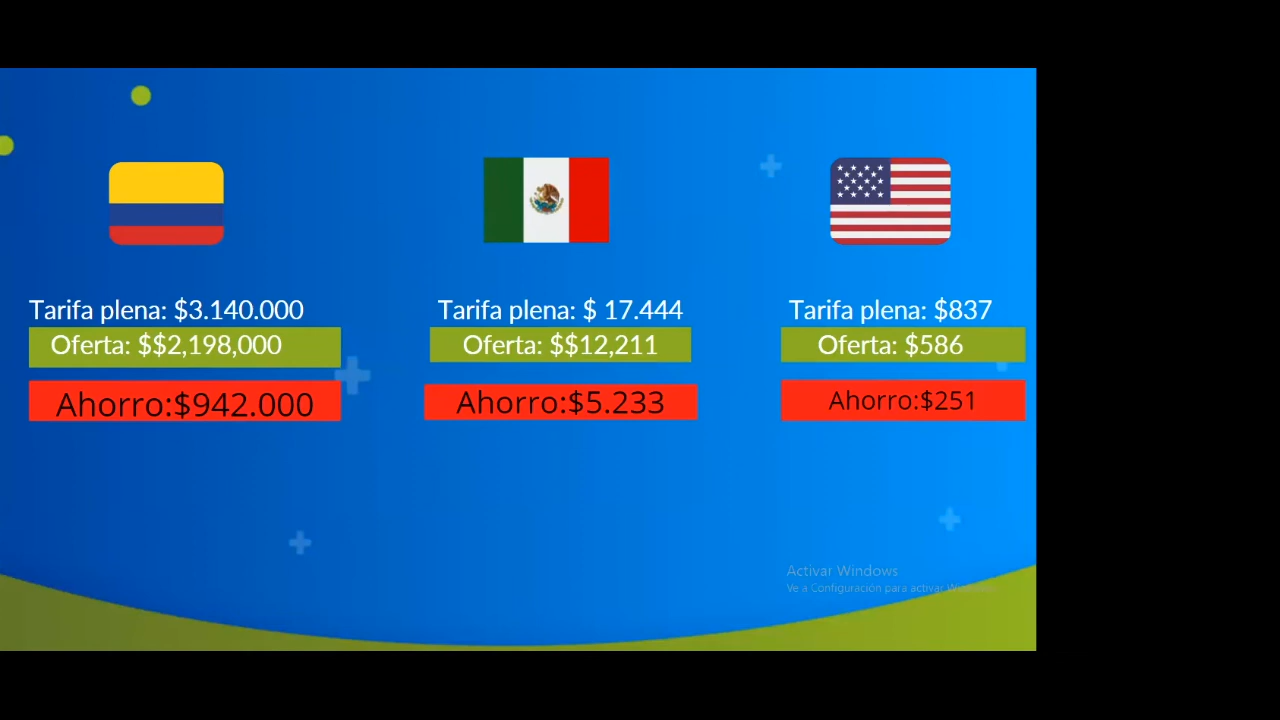 Tarifa plena: $3.140.000
Oferta: $$2,198,000
Ahorro:$942.000
Tarifa plena: $ 17.444
Oferta: $$12,211
Ahorro:$5.233
Tarifa plena: $837
Oferta: $586
Ahorro:$251
Activar Windows
Ve a Configuración para activar Windows.